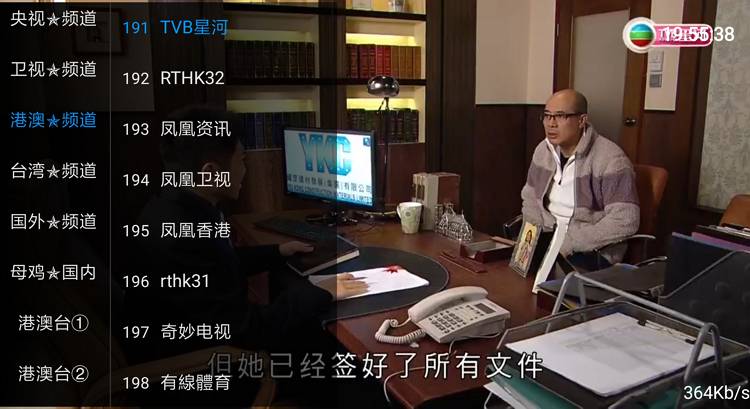 央视✭频道
卫视✭频道
港澳✭频道
台湾✭频道
国外✭频道
母鸡✭国内
港澳台①
港澳台②
191 TVB星河
192 RTHK32
193 凤凰资讯
194 凤凰卫视
195 凤凰香港
196 rthk31
197 奇妙电视
198 有線體育
19:55:38
YKC
但她已经签好了所有文件
364Kb/s